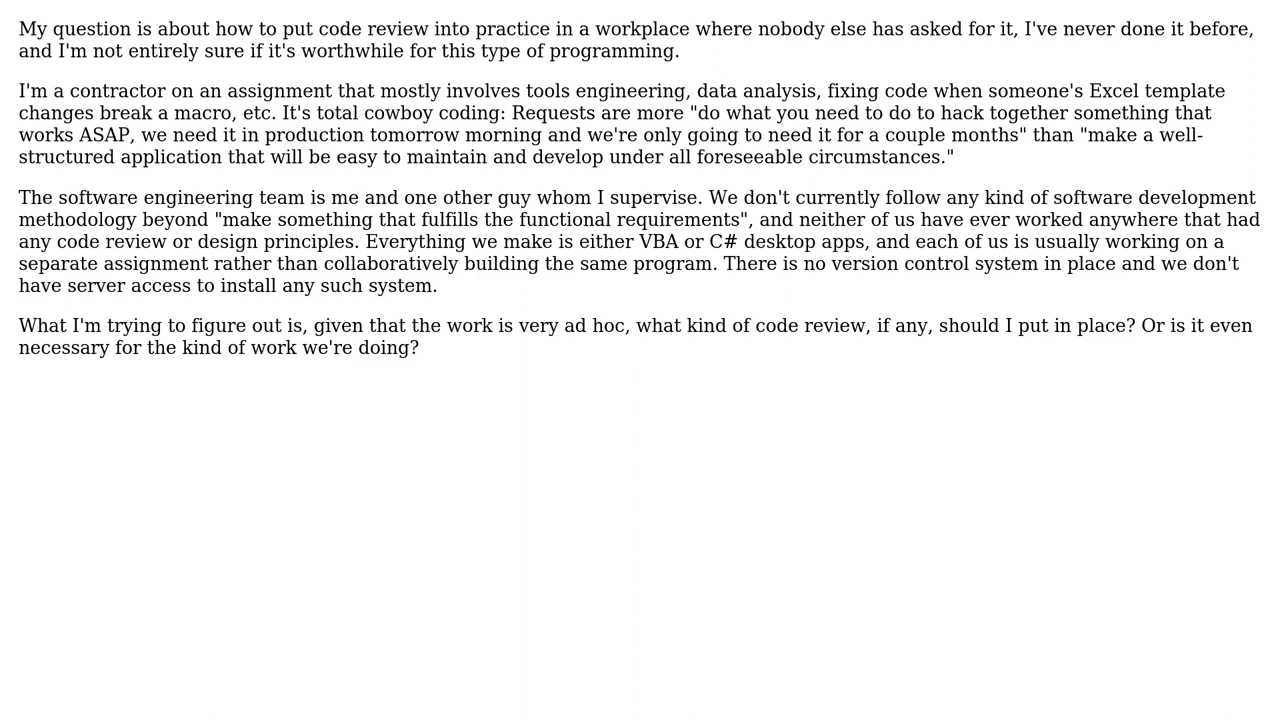 My question is about how to put code review into practice in a workplace where nobody else has asked for it, I've never done it before,
and I'm not entirely sure if it's worthwhile for this type of programming.
I'm a contractor on an assignment that mostly involves tools engineering, data analysis, fixing code when someone's Excel template
changes break a macro, etc. It's total cowboy coding: Requests are more "do what you need to do to hack together something that
works ASAP, we need it in production tomorrow morning and we're only going to need it for a couple months" than "make a well-
structured application that will be easy to maintain and develop under all foreseeable circumstances."
The software engineering team is me and one other guy whom I supervise. We don't currently follow any kind of software development
methodology beyond "make something that fulfills the functional requirements", and neither of us have ever worked anywhere that had
any code review or design principles. Everything we make is either VBA or C# desktop apps, and each of us is usually working on a
separate assignment rather than collaboratively building the same program. There is no version control system in place and we don't
have server access to install any such system.
What I'm trying to figure out is, given that the work is very ad hoc, what kind of code review, if any, should I put in place? Or is it even
necessary for the kind of work we're doing?